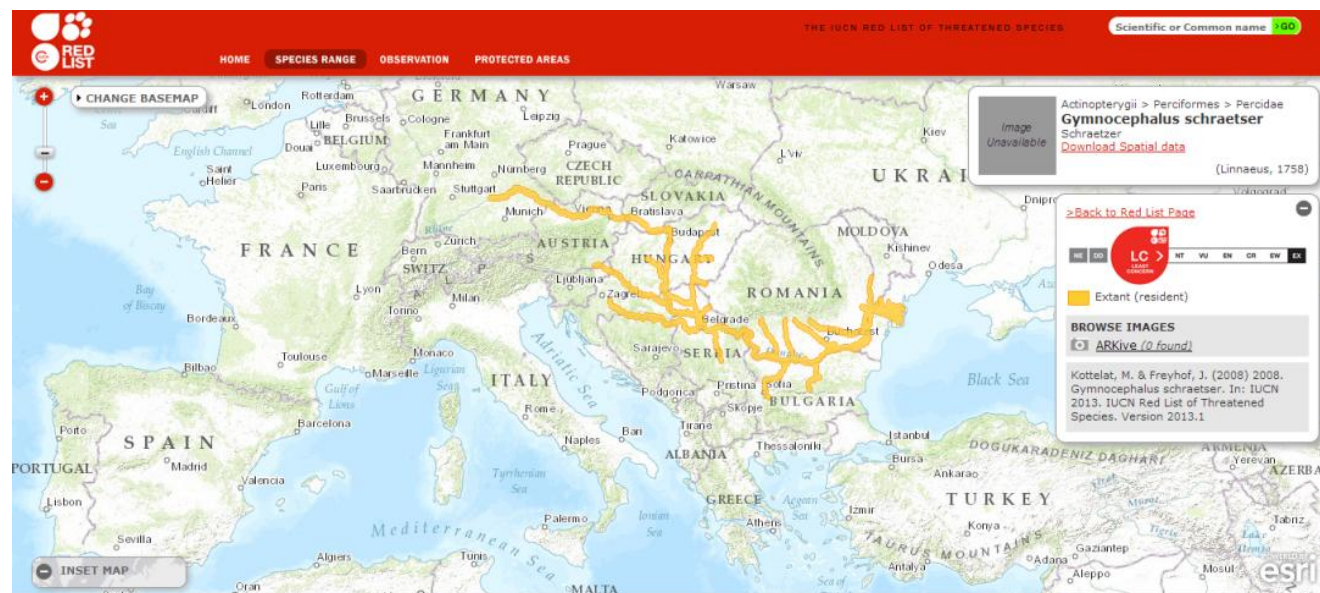 THE IUCN RED LIST OF THREATENED SPECIES
Scientific or Common name >GO
RED
LIST
HOME SPECIES RANGE OBSERVATION PROTECTED AREAS
CHANGE BASEMAP
Actinopterygii > Perciformes > Percidae
Gymnocephalus schraetser
Schraetzer
Download Spatial data
(Linnaeus, 1758)
Image
Unavailable
>Back to Red List Page
NE DD LC > NT VU EN CR EW EX
LEAST
CONCERN
Extant (resident)
BROWSE IMAGES
ARKive (0 found)
Kottelat, M. & Freyhof, J. (2008) 2008.
Gymnocephalus schraetser. In: IUCN
2013. IUCN Red List of Threatened
Species. Version 2013.1
Rotterdam
GERMANY
Warsaw
London
Brussels
Cologne
Leipzig
Lille
English Channel
Douai
BELGIUM
Frankfurt
am Main
Prague
Katowice
Kiev
L'viv
Saint
Helier
Luxembourg
Mannheim
Nürnberg
CZECH
REPUBLIC
CARPATHIAN
MOUNTAINS
UKRAI
Paris
Saarbrücken
Stuttgart
SLOVAKIA
Dnipro
Volgograd
Munich
Vienna
Bratislava
Budapest
MOLDOVA
Kishinev
FRANCE
Bern
Zürich
AUSTRIA
HUNGARY
Odesa
SWITZ
Ljubljana
Lyon
Milan
Zagreb
ROMANIA
Bay
of Biscay
Bordeaux
Torino
Belgrade
Bucharest
Adriatic Sea
Sarajevo
SERBIA
Toulouse
Monaco
Bilbao
Marseille
Ligurian
Sea
ITALY
Podgorica
Pristina
Sofia
Black Sea
Gulf of
Lions
BULGARIA
Rome
Skopje
Porto
Barcelona
Tirane
Bari
Istanbul
SPAIN
Naples
ALBANIA
Thessaloniki
DOGUKARADENIZ DAGHARI
ARMENIA
Yerevan
AZERBA
PORTUGAL
Madrid
Bursa
Ankara
Valencia
Tyrrhenian
Sea
GREECE
Aegean
Sea
TURKEY
Lisbon
Palermo
Ionian
Sea
Izmir
Athens
Konya
Tabriz
Mediterranean
Sea
Tigris
Sevilla
TAURUS MOUNTAINS
Gaziantep
Algiers
Tunis
Adana
Antalya
Mosul
INSET MAP
Aleppo
Oran
MALTA
Sea of
esri